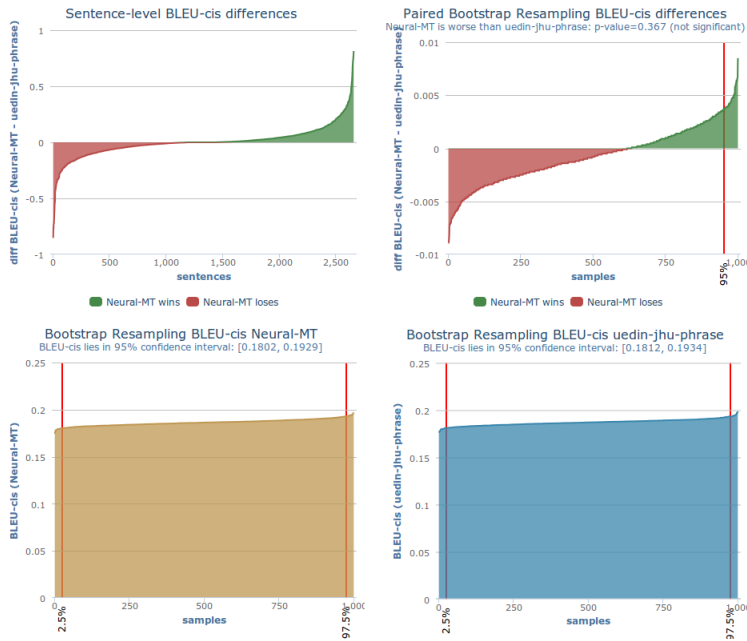 Sentence-level BLEU-cis differences
diff BLEU-cis (Neural-MT - uedin-jhu-phrase)
1
0.5
0
-0.5
-1
0
500
1,000
1,500
2,000
2,500
sentences
Neural-MT wins
Neural-MT loses
Paired Bootstrap Resampling BLEU-cis differences
Neural-MT is worse than uedin-jhu-phrase: p-value=0.367 (not significant)
diff BLEU-cis (Neural-MT - uedin-jhu-phrase)
0.01
0.005
0
-0.005
-0.01
0
250
500
750
1,000
95%
samples
Neural-MT wins
Neural-MT loses
Bootstrap Resampling BLEU-cis Neural-MT
BLEU-cis lies in 95% confidence interval: [0.1802, 0.1929]
BLEU-cis (Neural-MT)
0.25
0.2
0.15
0.1
0.05
0
0
250
500
750
1,000
2.5%
97.5%
samples
Bootstrap Resampling BLEU-cis uedin-jhu-phrase
BLEU-cis lies in 95% confidence interval: [0.1812, 0.1934]
BLEU-cis (uedin-jhu-phrase)
0.25
0.2
0.15
0.1
0.05
0
0
250
500
750
1,000
2.5%
97.5%
samples